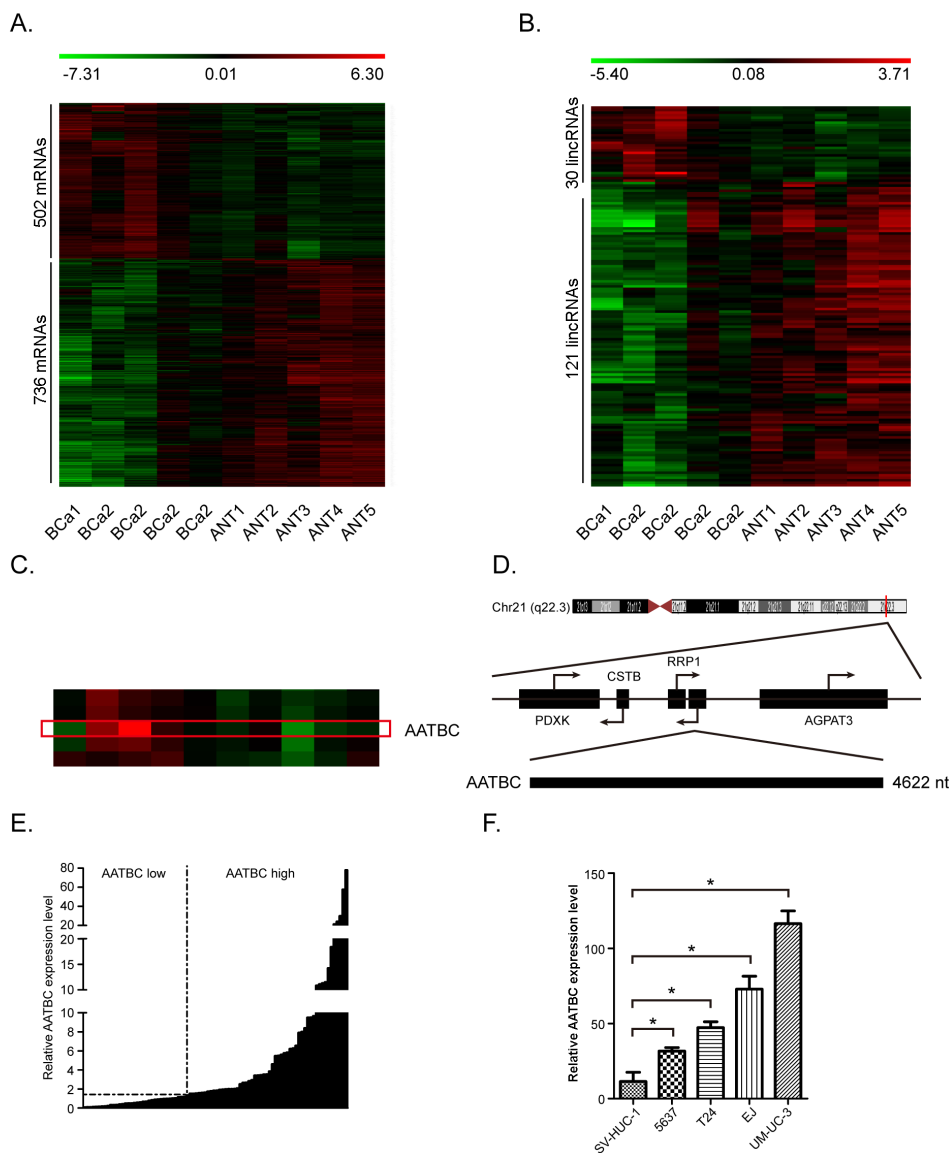 A.
-7.31 0.01 6.30
502 mRNAs
736 mRNAs
BCa1 BCa2 BCa2 BCa2 BCa2 ANT1 ANT2 ANT3 ANT4 ANT5
B.
-5.40 0.08 3.71
30 lincRNAs
121 lincRNAs
BCa1 BCa2 BCa2 BCa2 BCa2 ANT1 ANT2 ANT3 ANT4 ANT5
C.
AATBC
D.
Chr21 (q22.3)
RRP1
CSTB
PDXK
AGPAT3
AATBC
4622 nt
E.
Relative AATBC expression level
AATBC low
AATBC high
80
60
40
20
20
15
10
10
8
6
4
2
0
F.
Relative AATBC expression level
150
100
50
0
*
*
*
*
SV-HUC-1 5637 T24 EJ UM-UC-3